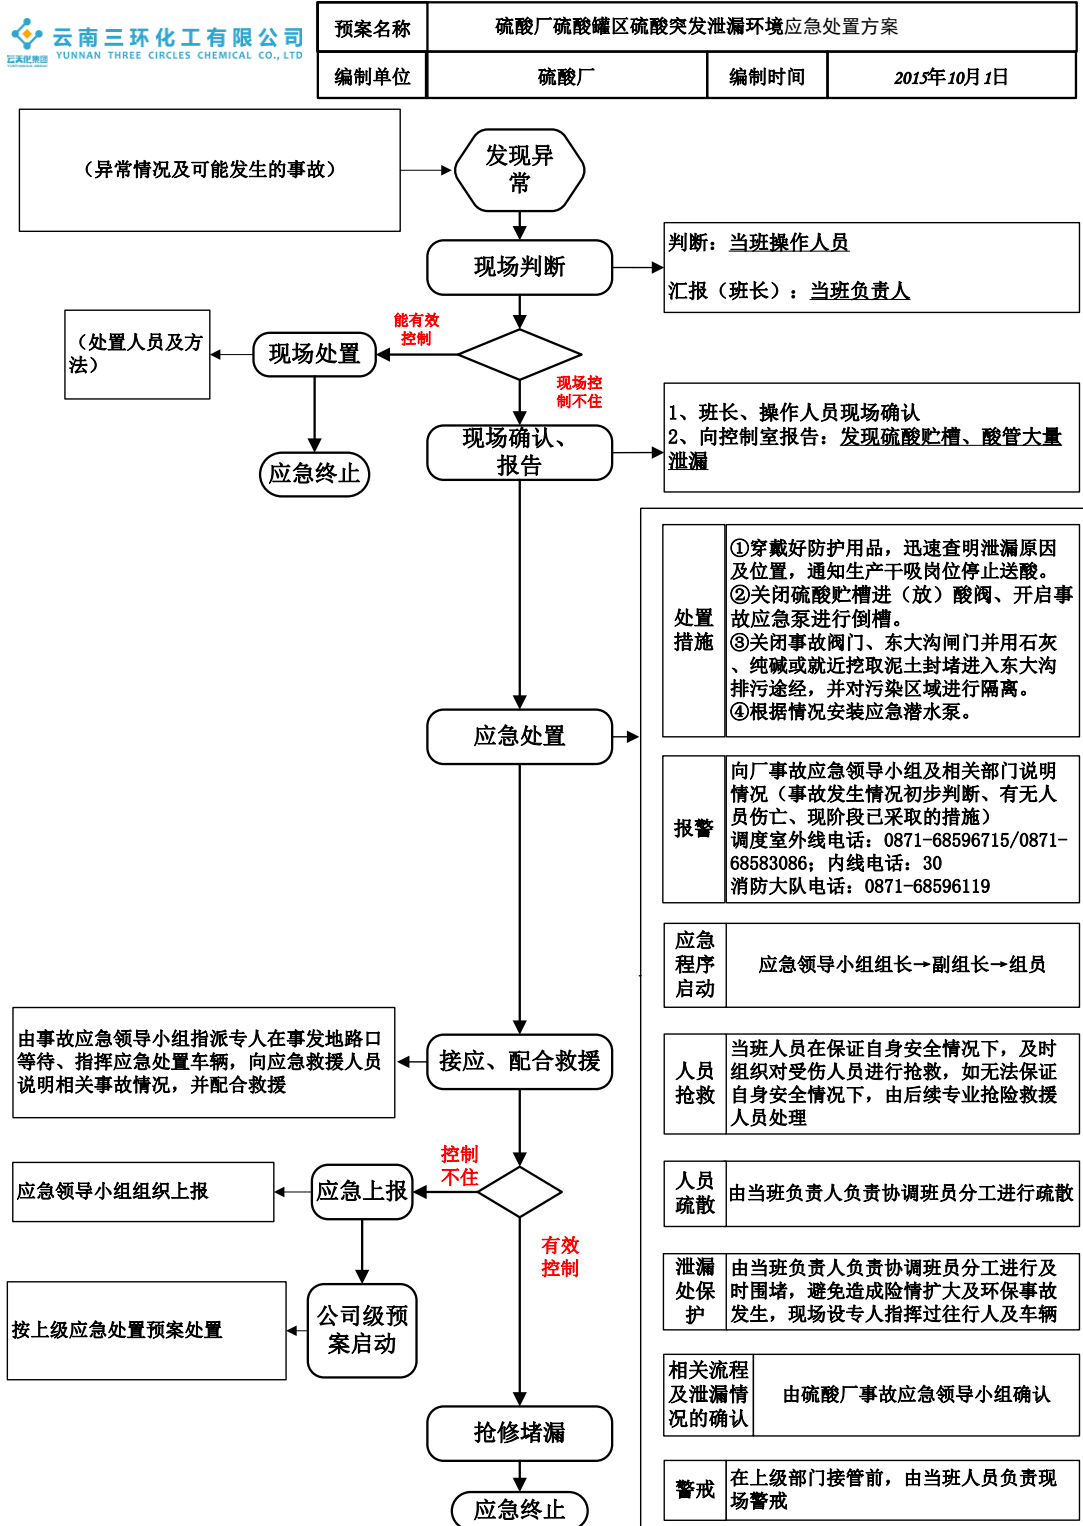 云南三环化工有限公司
YUNNAN THREE CIRCLES CHEMICAL CO., LTD
云天化集团
预案名称
硫酸厂硫酸罐区硫酸突发泄漏环境应急处置方案
编制单位
硫酸厂
编制时间
2015年10月1日
（异常情况及可能发生的事故）
发现异
常
现场判断
判断：当班操作人员
汇报（班长）：当班负责人
能有效
控制
（处置人员及方
法）
现场处置
现场控
制不住
应急终止
现场确认、
报告
1、班长、操作人员现场确认
2、向控制室报告：发现硫酸贮槽、酸管大量
泄漏
应急处置
处置
措施
①穿戴好防护用品，迅速查明泄漏原因
及位置，通知生产干吸岗位停止送酸。
②关闭硫酸贮槽进（放）酸阀、开启事
故应急泵进行倒槽。
③关闭事故阀门、东大沟闸门并用石灰
、纯碱或就近挖取泥土封堵进入东大沟
排污途经，并对污染区域进行隔离。
④根据情况安装应急潜水泵。
报警
向厂事故应急领导小组及相关部门说明
情况（事故发生情况初步判断、有无人
员伤亡、现阶段已采取的措施）
调度室外线电话：0871-68596715/0871-
68583086；内线电话：30
消防大队电话：0871-68596119
应急
程序
启动
应急领导小组组长→副组长→组员
由事故应急领导小组指派专人在事发地路口
等待、指挥应急处置车辆，向应急救援人员
说明相关事故情况，并配合救援
接应、配合救援
人员
抢救
当班人员在保证自身安全情况下，及时
组织对受伤人员进行抢救，如无法保证
自身安全情况下，由后续专业抢险救援
人员处理
控制
不住
应急领导小组组织上报
应急上报
人员
疏散
由当班负责人负责协调班员分工进行疏散
有效
控制
泄漏
处保
护
由当班负责人负责协调班员分工进行及
时围堵，避免造成险情扩大及环保事故
发生，现场设专人指挥过往行人及车辆
按上级应急处置预案处置
公司级预
案启动
相关流程
及泄漏情
况的确认
由硫酸厂事故应急领导小组确认
抢修堵漏
警戒
在上级部门接管前，由当班人员负责现
场警戒
应急终止